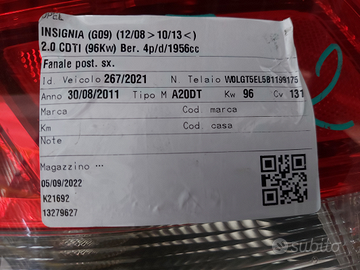 OPEL
INSIGNIA (G09) (12/08 > 10/13<)
2.0 CDTI (96Kw) Ber. 4p/d/1956cc
Fanale post. sx.
Id. Veicolo 267/2021 N. Telaio W0LGT5EL5B1199175
Anno 30/08/2011 Tipo M A20DT Kw 96 Cv 131
Marca Cod. marca
Km Cod. casa
Note
Magazzino ....
05/09/2022
K21692
13279627
2
subito